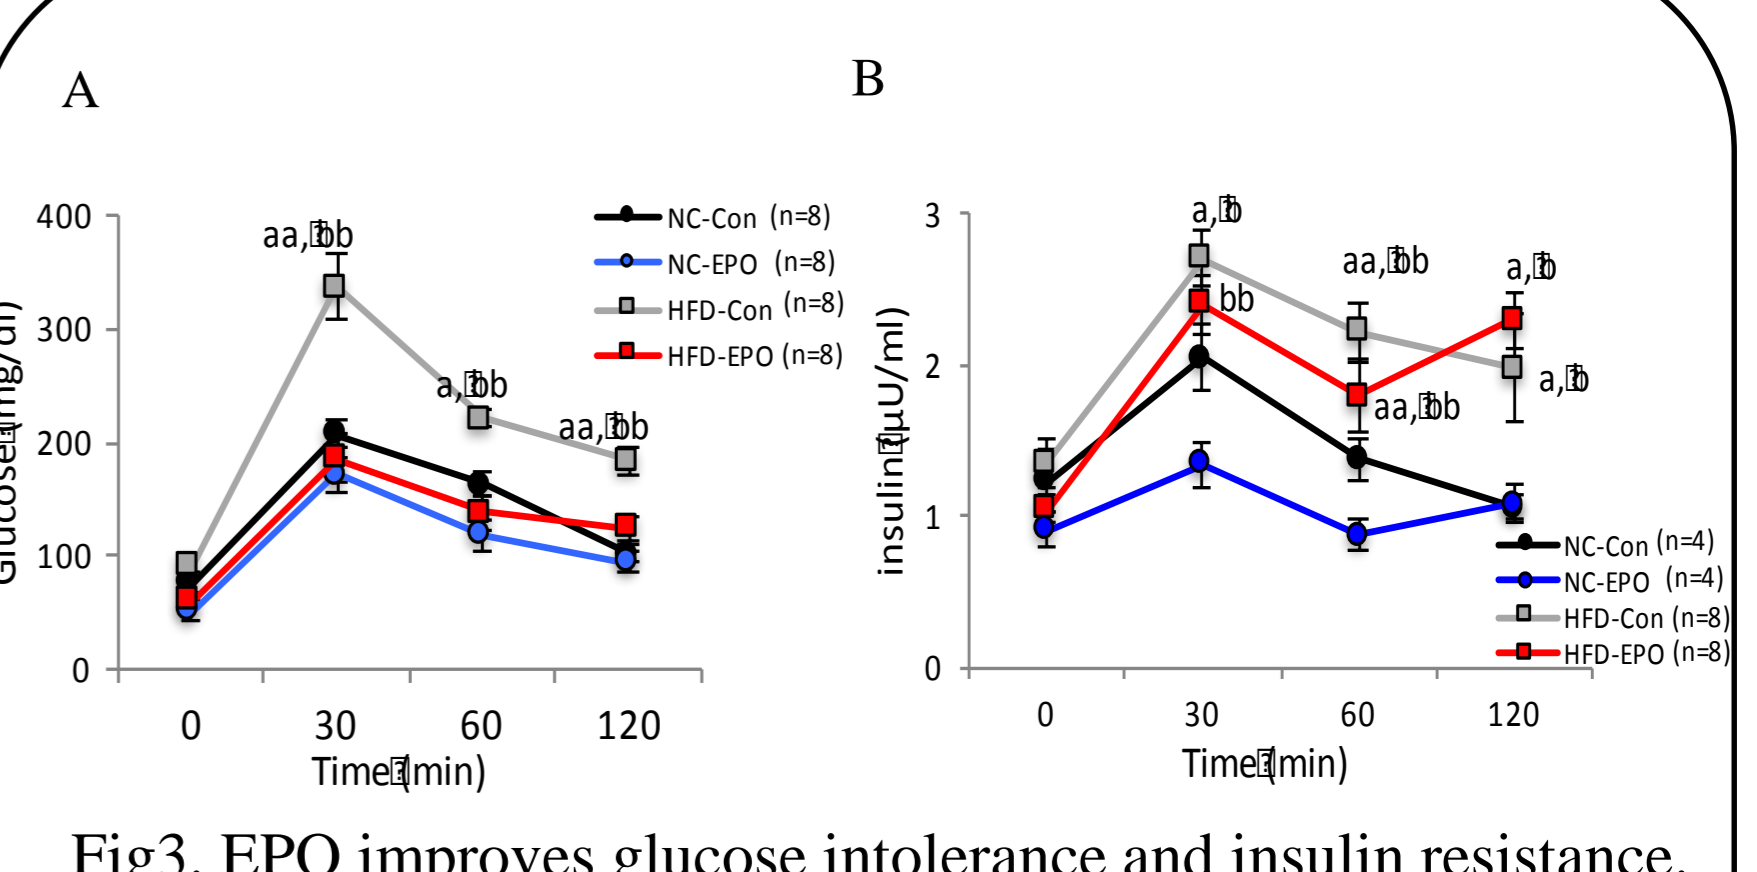 A
B
400
300
200
100
0
Glucose (mg/dl)
aa, bb
a, bb
aa, bb
NC-Con (n=8)
NC-EPO (n=8)
HFD-Con (n=8)
HFD-EPO (n=8)
0 30 60 120
Time (min)
3
2
1
0
insulin (µU/ml)
a, b
bb
aa, bb
aa, bb
a, b
a, b
NC-Con (n=4)
NC-EPO (n=4)
HFD-Con (n=8)
HFD-EPO (n=8)
0 30 60 120
Time (min)
Fig3. EPO improves glucose intolerance and insulin resistance.